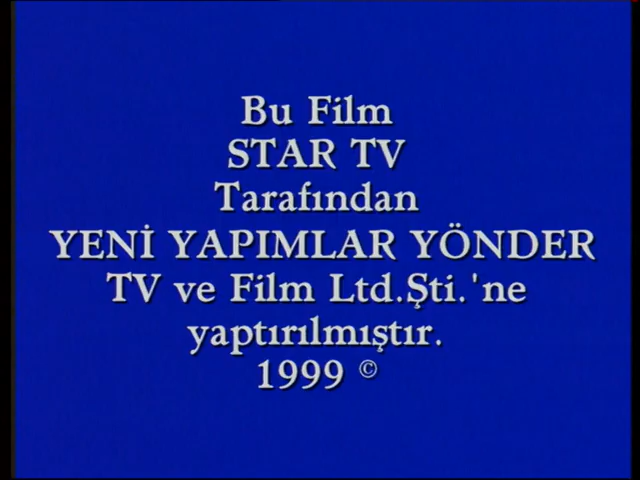 Bu Film
STAR TV
Tarafından
YENİ YAPIMLAR YÖNDER
TV ve Film Ltd.Şti.'ne
yaptırılmıştır.
1999 ©